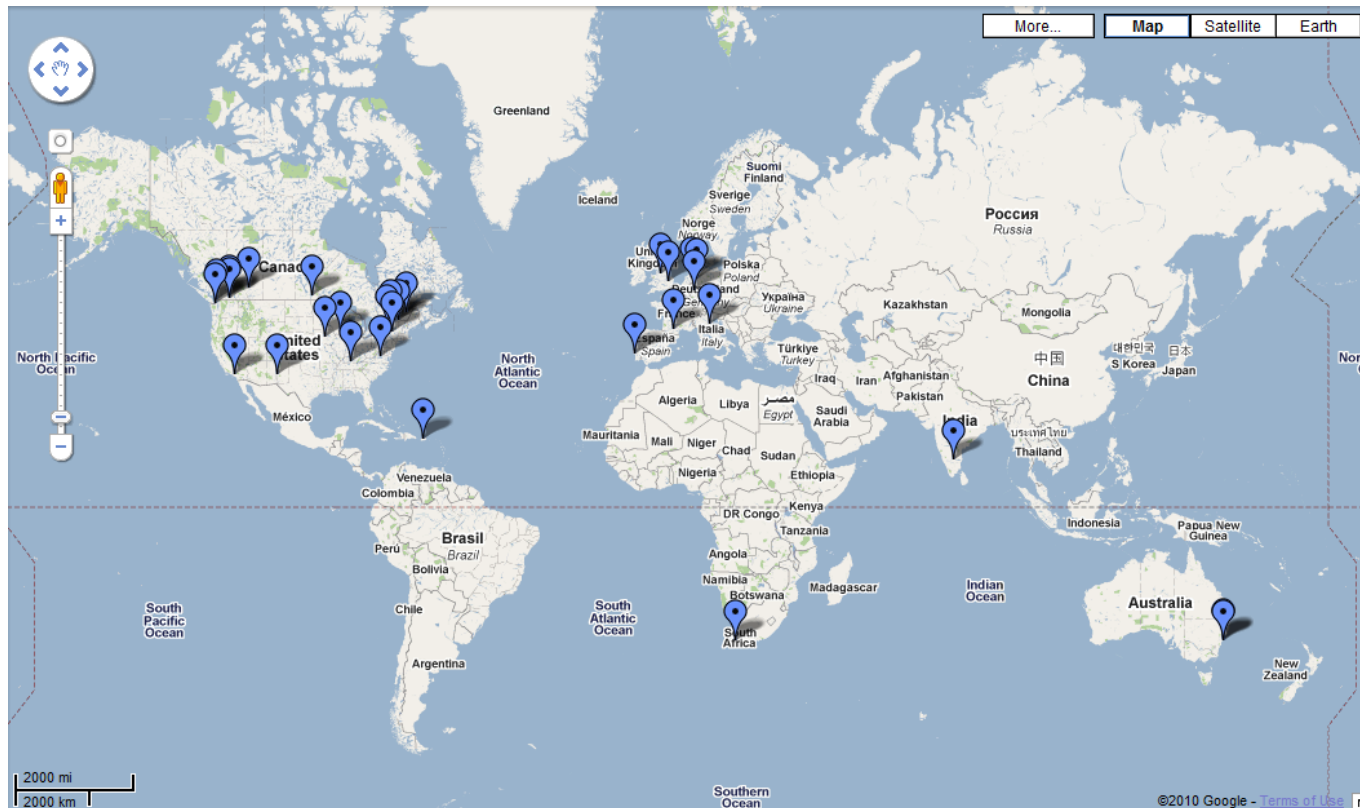 More...
Map
Satellite
Earth
Greenland
Iceland
Suomi
Finland
Sverige
Sweden
Norge
Norway
Россия
Russia
Canad
United
States
Polska
Poland
Deutschland
Germany
Україна
Ukraine
France
Italia
Italy
España
Spain
Türkiye
Turkey
Kazakhstan
Mongolia
中国
China
대한민국
S Korea
日本
Japan
North Pacific
Ocean
North
Atlantic
Ocean
México
Algeria
Libya
مصر
Egypt
Iraq
Iran
Afghanistan
Pakistan
Saudi
Arabia
India
ประเทศไทย
Thailand
Mauritania
Mali
Niger
Chad
Sudan
Nigeria
Ethiopia
Venezuela
Colombia
DR Congo
Kenya
Tanzania
Indonesia
Papua New
Guinea
Brasil
Brazil
Perú
Bolivia
Angola
Namibia
Botswana
Madagascar
Indian
Ocean
South
Pacific
Ocean
Chile
South
Atlantic
Ocean
South
Africa
Australia
Argentina
New
Zealand
2000 mi
2000 km
Southern
Ocean
©2010 Google - Terms of Use